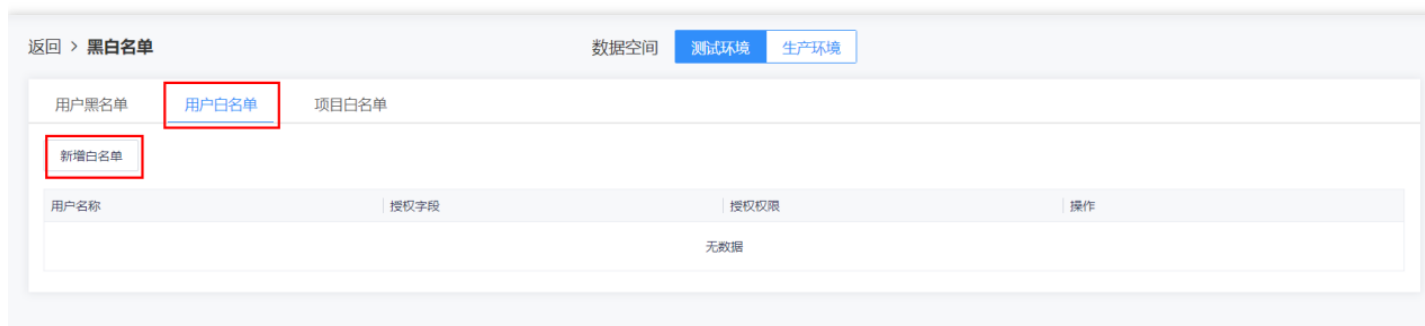 返回 > 黑白名单 数据空间 测试环境 生产环境
用户黑名单 用户白名单 项目白名单
新增白名单
用户名称 授权字段 授权权限 操作
无数据